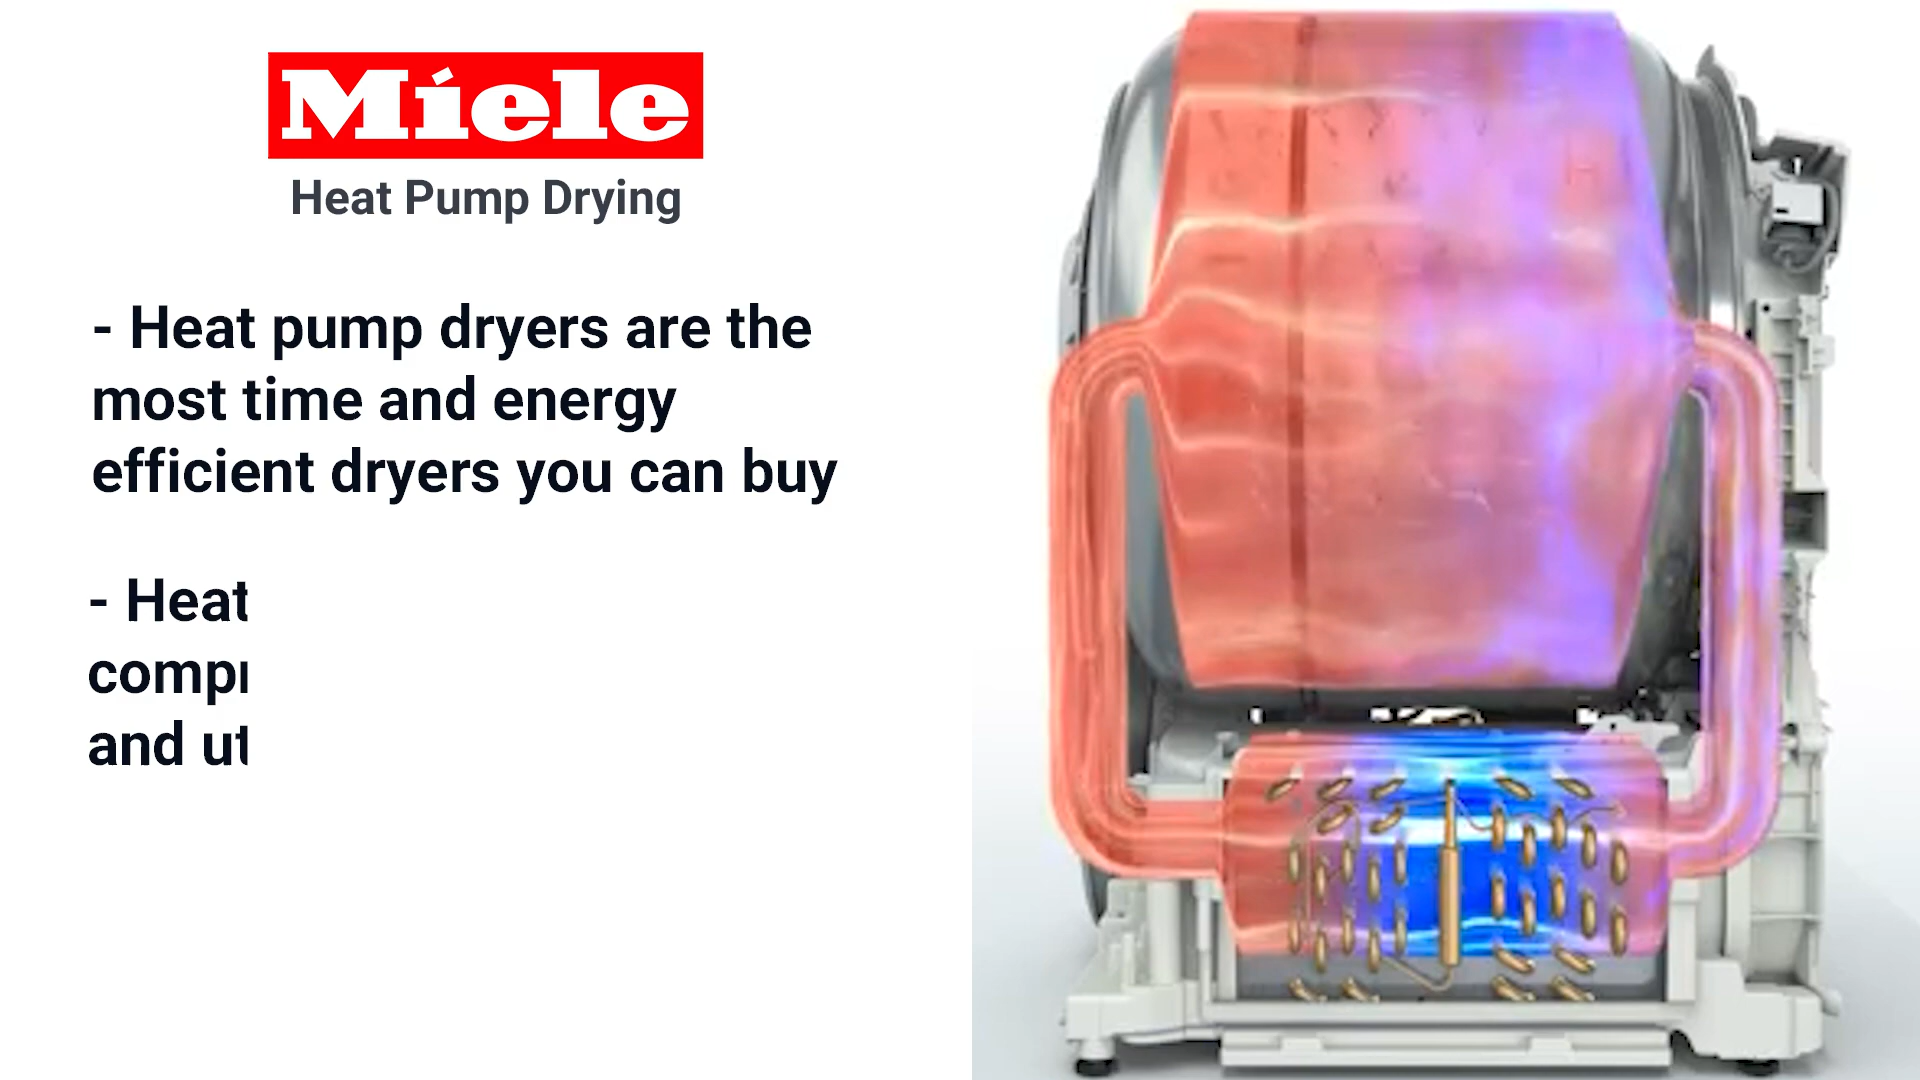 Miele
Heat Pump Drying
- Heat pump dryers are the
most time and energy
efficient dryers you can buy
- Heat
comp
and